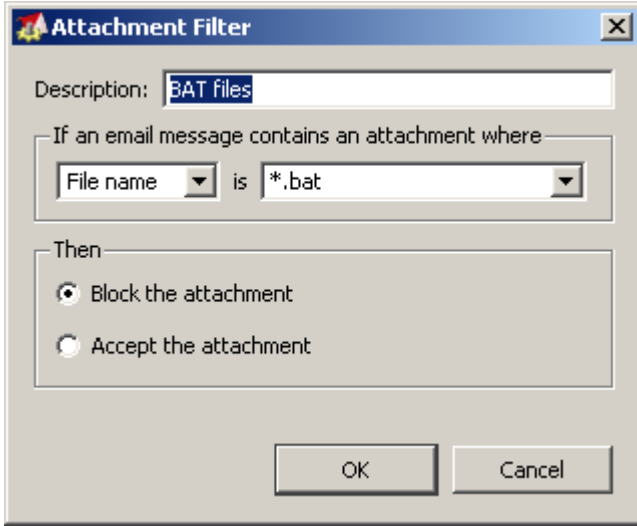 Attachment Filter
Description: BAT files
If an email message contains an attachment where
File name is *.bat
Then
Block the attachment
Accept the attachment
OK Cancel